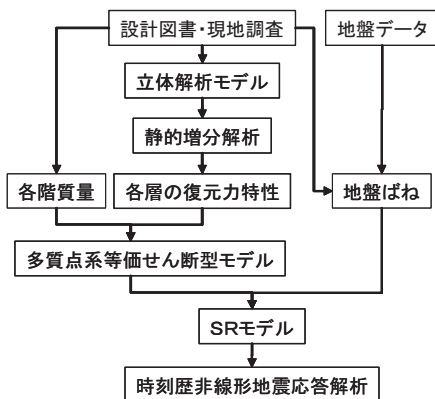 設計図書・現地調査
地盤データ
立体解析モデル
静的増分解析
各階質量
各層の復元力特性
地盤ばね
多質点系等価せん断型モデル
SRモデル
時刻歴非線形地震応答解析